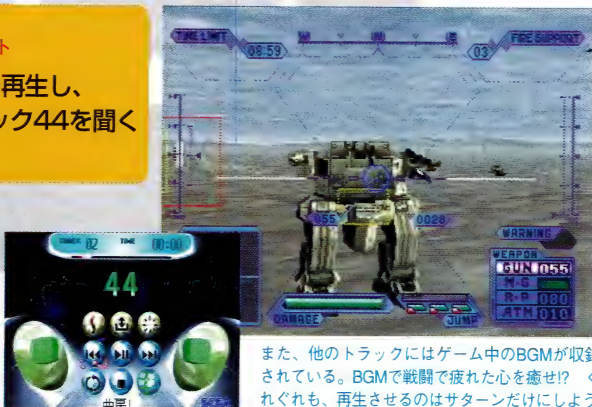 ト
再生し、
ック44を聞く
TIME LIMIT
08:59
W
N
E
03
FIRE SUPPORT
055
0028
WARNING
WEAPON
GUN 055
M-G
R-P 080
ATM 010
DAMAGE
JUMP
TRACK 02 TIME 00:00
44
曲戻し
また、他のトラックにはゲーム中のBGMが収録
されている。BGMで戦闘で疲れた心を癒せ!?
れぐれも、再生させるのはサターンだけにしよう